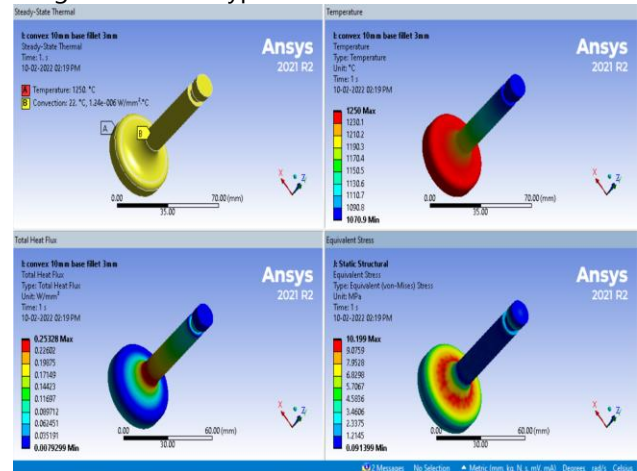 Steady-State Thermal
I: convex 10mm base fillet 3mm
Steady-State Thermal
Time: 1. s
10-02-2022 02:19 PM
A Temperature: 1250. °C
B Convection: 22. °C, 1.24e-006 W/mm²·°C
Ansys
2021 R2
A
B
0.00 70.00 (mm)
35.00
X
Z
Temperature
I: convex 10mm base fillet 3mm
Temperature
Type: Temperature
Unit: °C
Time: 1 s
10-02-2022 02:19 PM
1250 Max
1230.1
1210.2
1190.3
1170.4
1150.5
1130.6
1110.7
1090.8
1070.9 Min
Ansys
2021 R2
0.00 70.00 (mm)
35.00
X
Z
Total Heat Flux
I: convex 10mm base fillet 3mm
Total Heat Flux
Type: Total Heat Flux
Unit: W/mm²
Time: 1 s
10-02-2022 02:19 PM
0.25328 Max
0.22602
0.19875
0.17149
0.14423
0.11697
0.089712
0.062451
0.035191
0.0079299 Min
Ansys
2021 R2
0.00 60.00 (mm)
30.00
X
Z
Equivalent Stress
J: Static Structural
Equivalent Stress
Type: Equivalent (von-Mises) Stress
Unit: MPa
Time: 1 s
10-02-2022 02:19 PM
10.199 Max
9.0759
7.9528
6.8298
5.7067
4.5836
3.4606
2.3375
1.2145
0.091399 Min
Ansys
2021 R2
0.00 60.00 (mm)
30.00
X
Z
2 Messages No Selection Metric (mm, kg, N, s, mV, mA) Degrees rad/s Celsius